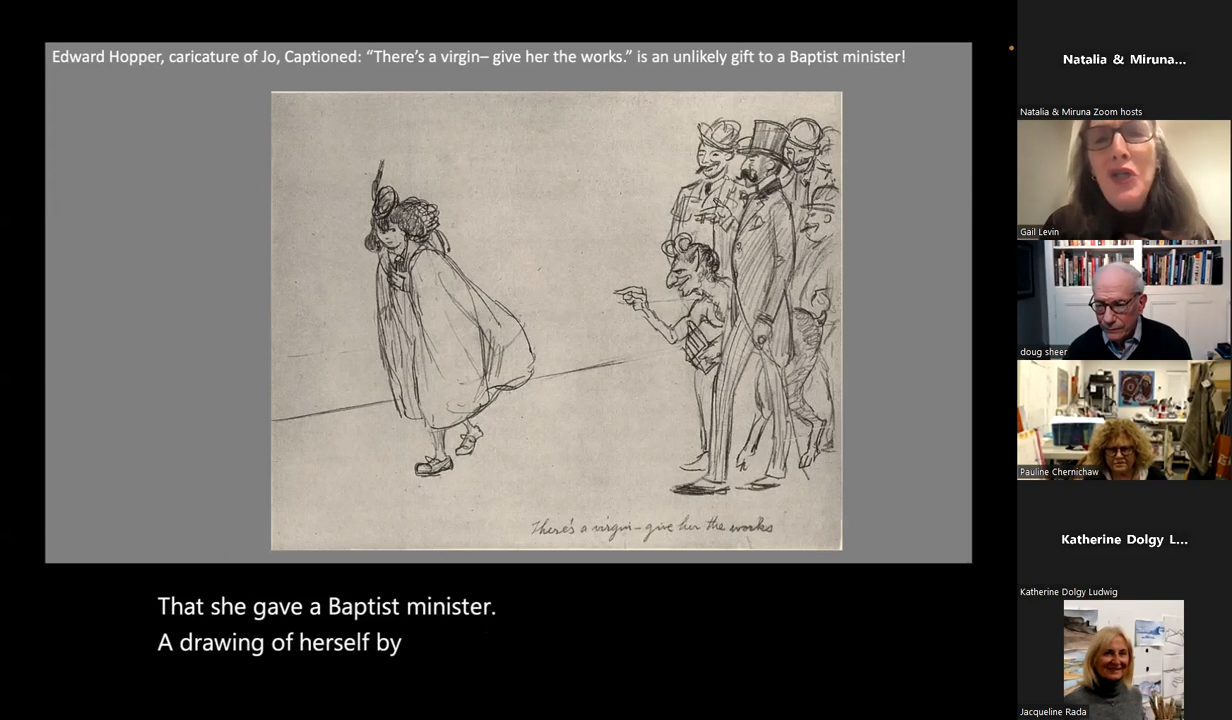 Edward Hopper, caricature of Jo, Captioned: “There’s a virgin– give her the works.” is an unlikely gift to a Baptist minister!
There's a virgin – give her the works
That she gave a Baptist minister.
A drawing of herself by
Natalia & Miruna...
Natalia & Miruna Zoom hosts
Gail Levin
doug sheer
Pauline Chernichaw
Katherine Dolgy L...
Katherine Dolgy Ludwig
Jacqueline Rada